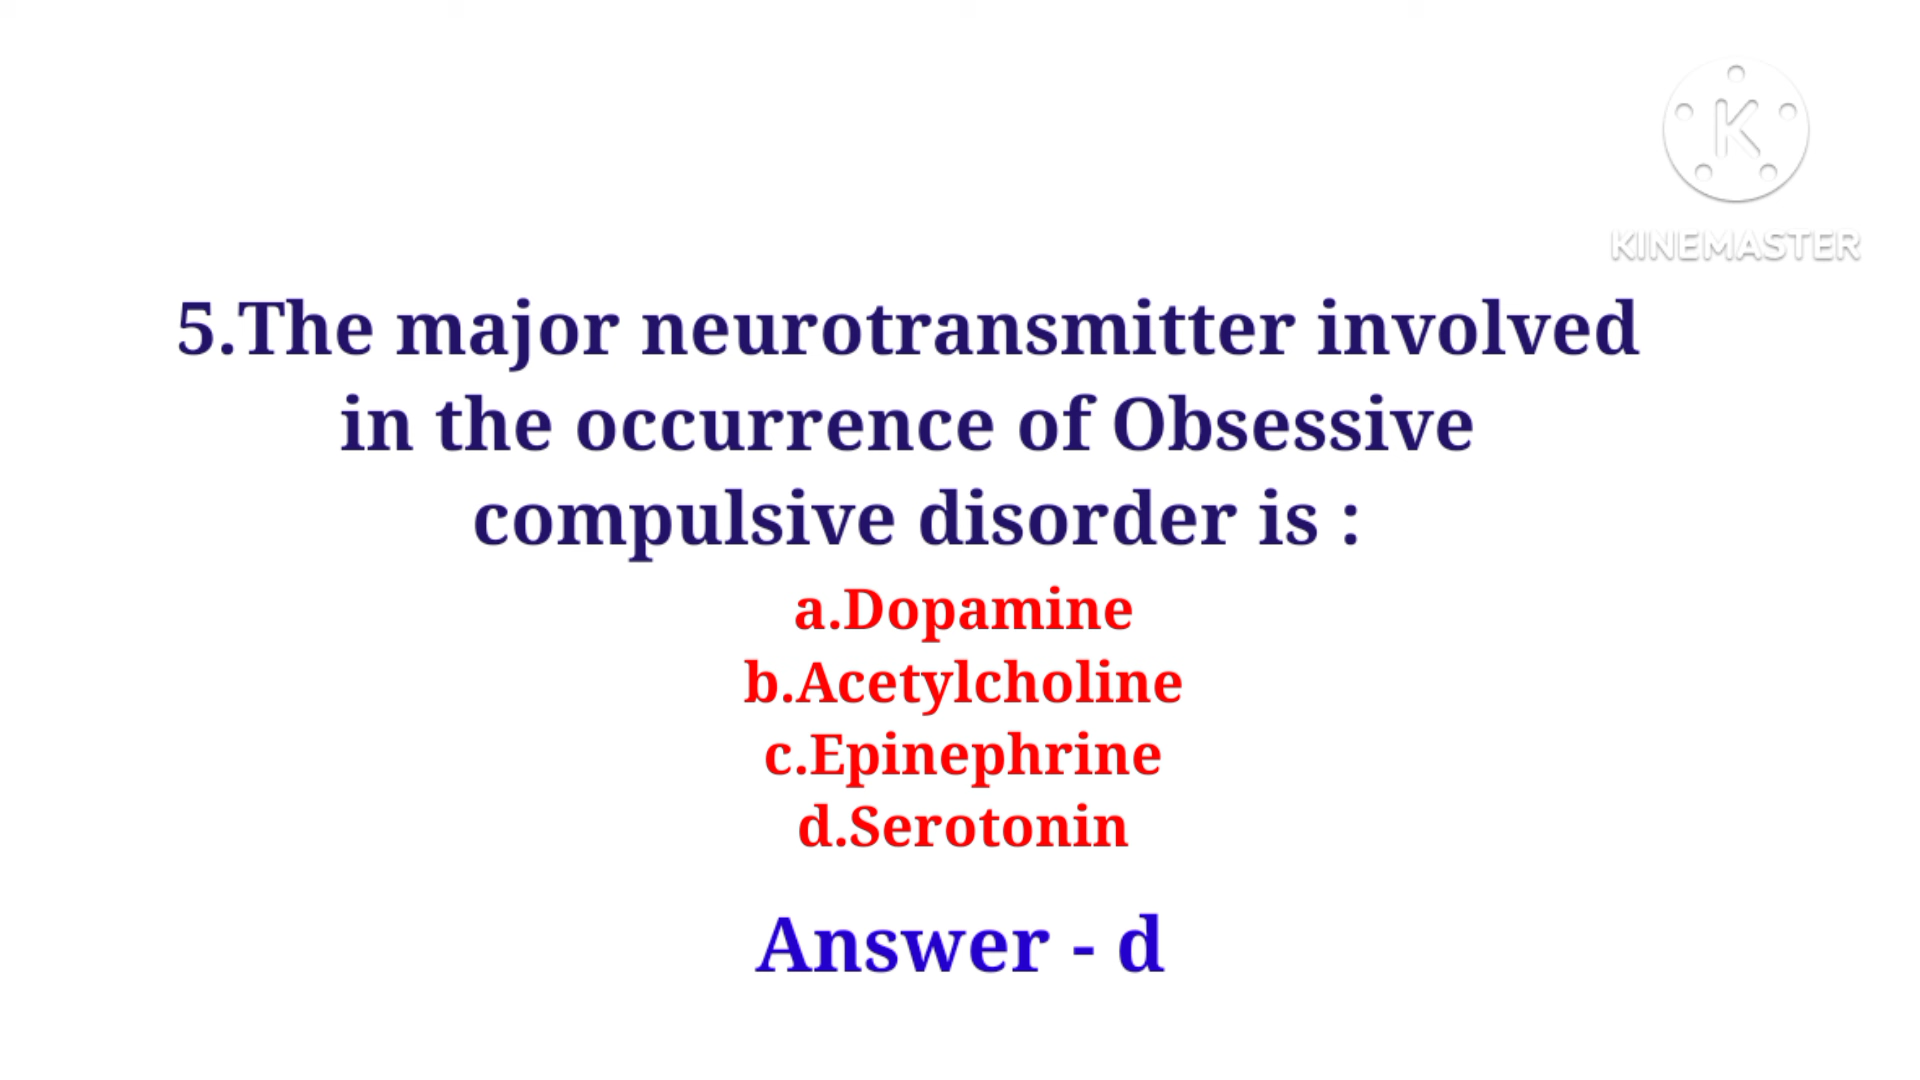 K
KINEMASTER
5.The major neurotransmitter involved
in the occurrence of Obsessive
compulsive disorder is :
a.Dopamine
b.Acetylcholine
c.Epinephrine
d.Serotonin
Answer - d